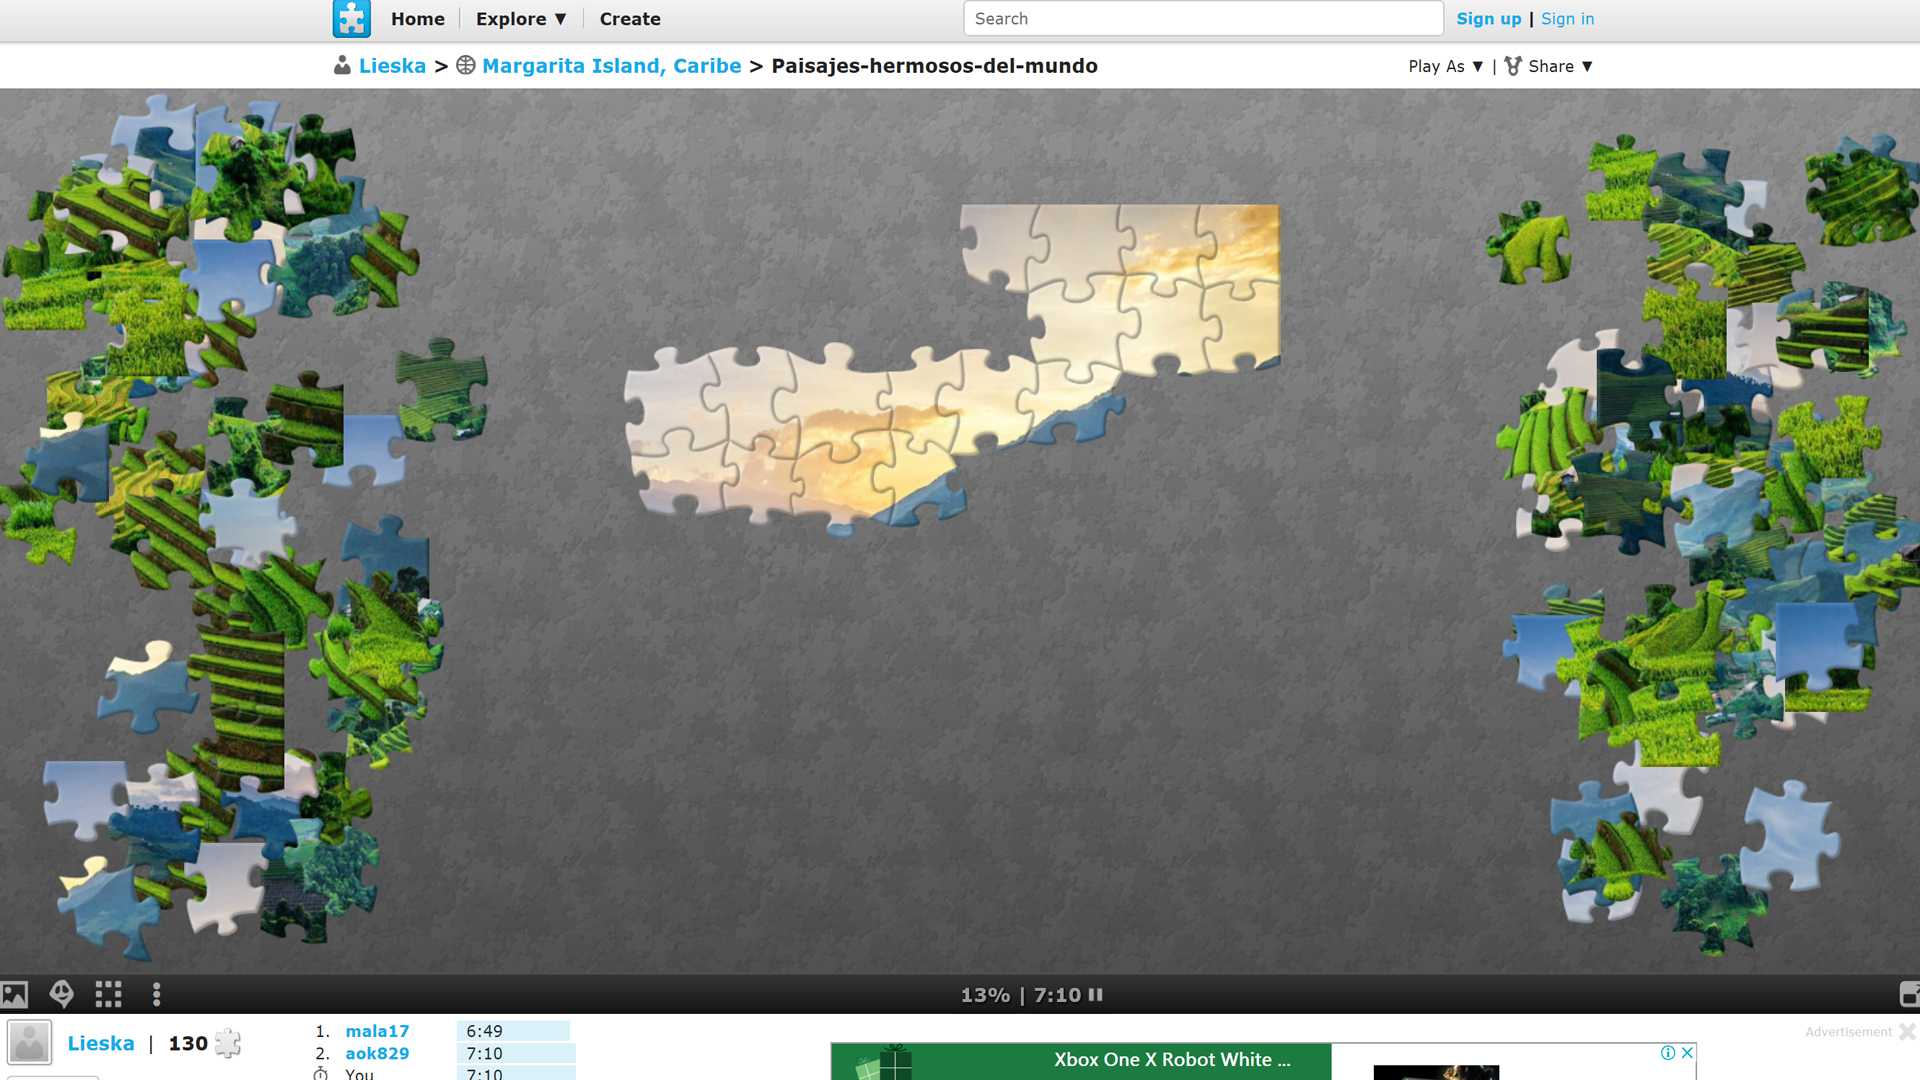 Home Explore ▼ Create Search Sign up | Sign in
Lieska > Margarita Island, Caribe > Paisajes-hermosos-del-mundo Play As ▼ | Share ▼
13% | 7:10
Lieska | 130
1. mala17 6:49
2. aok829 7:10
You 7:10
Advertisement
Xbox One X Robot White ...